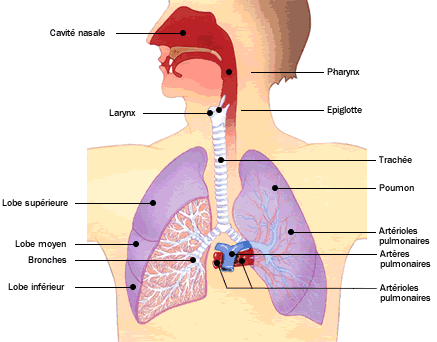 Cavité nasale
Pharynx
Larynx
Epiglotte
Trachée
Poumon
Lobe supérieure
Artérioles
pulmonaires
Lobe moyen
Artères
pulmonaires
Bronches
Lobe inférieur
Artérioles
pulmonaires